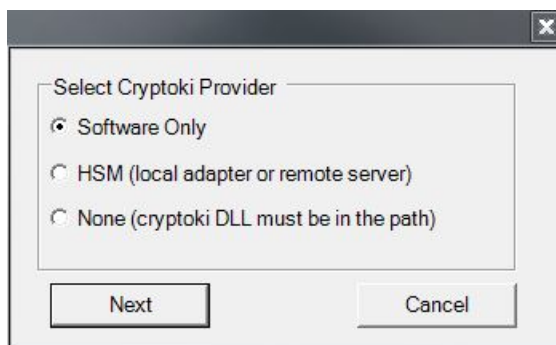 Select Cryptoki Provider
Software Only
HSM (local adapter or remote server)
None (cryptoki DLL must be in the path)
Next Cancel